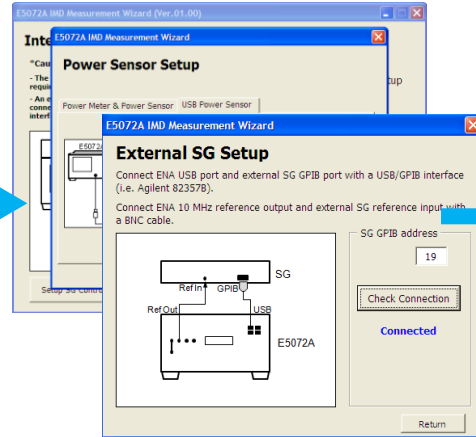 E5072A IMD Measurement Wizard (Ver.01.00)
Inte
"Cau
- The
requi
- An e
conne
interf
tup
E5072A IMD Measurement Wizard
Power Sensor Setup
Power Meter & Power Sensor
USB Power Sensor
E5072
E5072A IMD Measurement Wizard
External SG Setup
Connect ENA USB port and external SG GPIB port with a USB/GPIB interface
(i.e. Agilent 82357B).
Connect ENA 10 MHz reference output and external SG reference input with
a BNC cable.
SG GPIB address
19
Check Connection
Connected
SG
Ref In
GPIB
Ref Out
USB
E5072A
Return